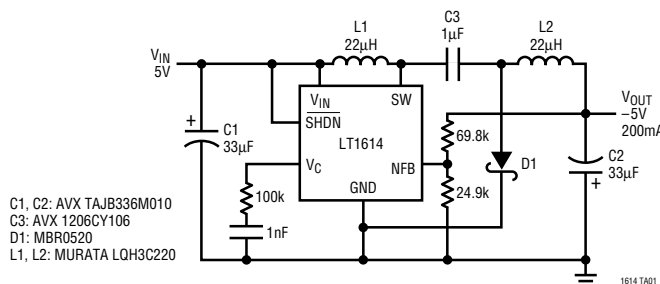 L1
22µH
C3
1µF
L2
22µH
VIN
5V
VIN
SW
SHDN
LT1614
VC
NFB
GND
C1
33µF
+
100k
1nF
69.8k
24.9k
D1
VOUT
–5V
200mA
C2
33µF
+
C1, C2: AVX TAJB336M010
C3: AVX 1206CY106
D1: MBR0520
L1, L2: MURATA LQH3C220
1614 TA01